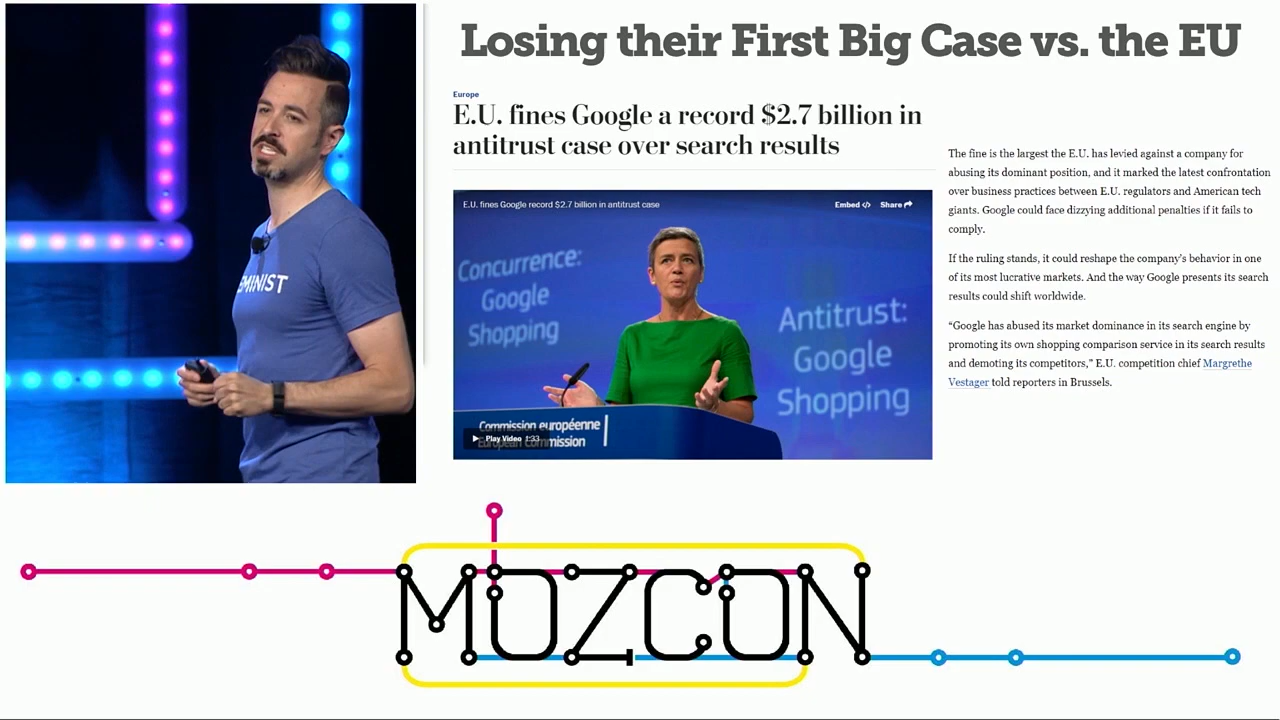 Losing their First Big Case vs. the EU
Europe
E.U. fines Google a record $2.7 billion in
antitrust case over search results
E.U. fines Google record $2.7 billion in antitrust case
Embed </> Share
Concurrence:
Google
Shopping
Antitrust:
Google
Shopping
Commission européenne
European Commission
Play Video 1:33
The fine is the largest the E.U. has levied against a company for
abusing its dominant position, and it marked the latest confrontation
over business practices between E.U. regulators and American tech
giants. Google could face dizzying additional penalties if it fails to
comply.
If the ruling stands, it could reshape the company's behavior in one
of its most lucrative markets. And the way Google presents its search
results could shift worldwide.
“Google has abused its market dominance in its search engine by
promoting its own shopping comparison service in its search results
and demoting its competitors,” E.U. competition chief Margrethe
Vestager told reporters in Brussels.
EMINIST
MOZCON